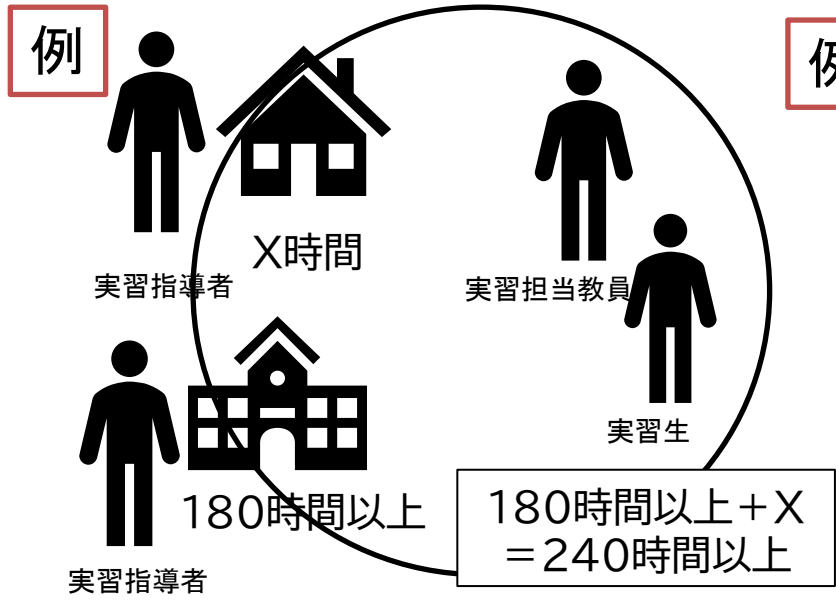 例
X時間
実習指導者
実習担当教員
実習生
180時間以上
実習指導者
180時間以上+X
=240時間以上